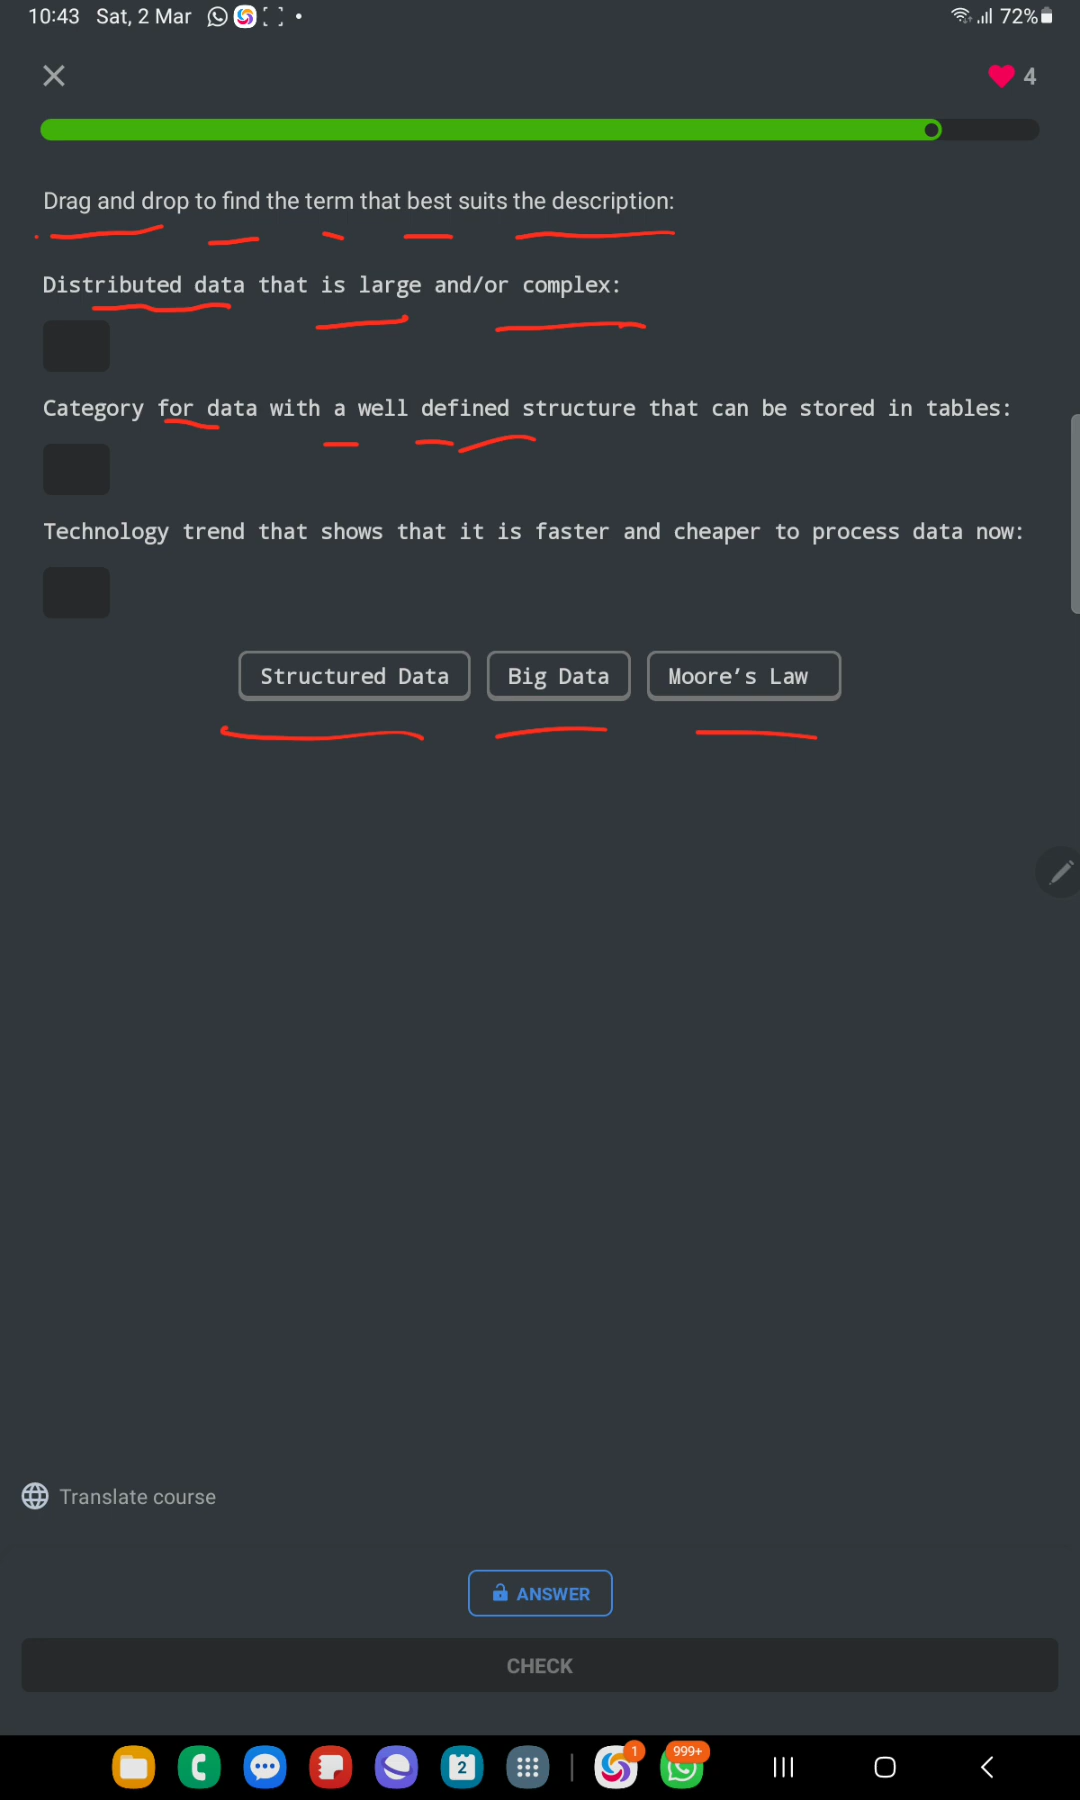 10:43 Sat, 2 Mar 72%
4
Drag and drop to find the term that best suits the description:
Distributed data that is large and/or complex:
Category for data with a well defined structure that can be stored in tables:
Technology trend that shows that it is faster and cheaper to process data now:
Structured Data Big Data Moore’s Law
Translate course
ANSWER
CHECK
2 1 999+